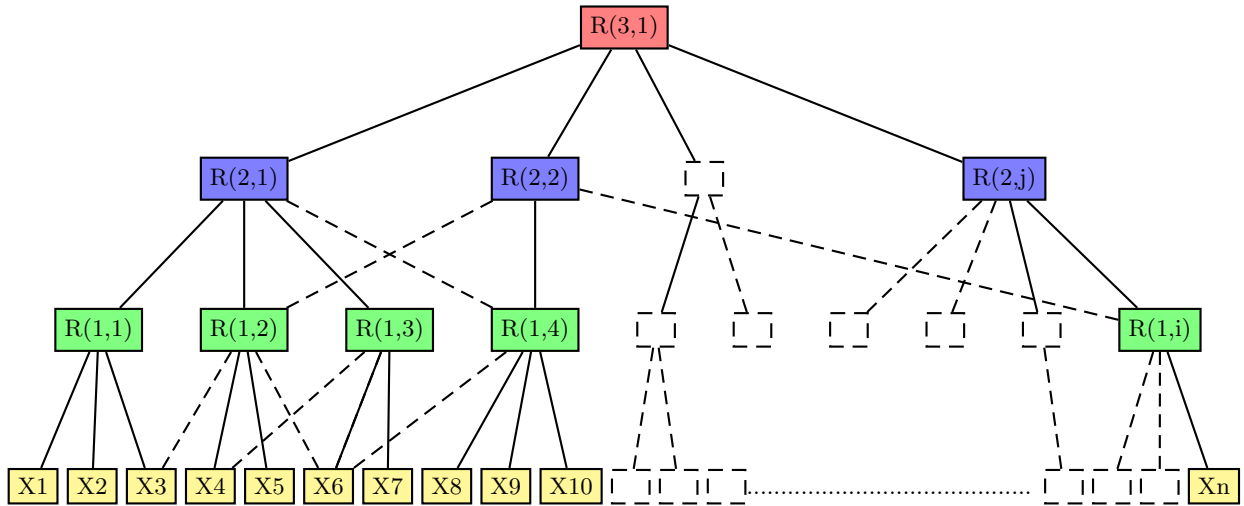 R(3,1)
R(2,1) R(2,2) R(2,j)
R(1,1) R(1,2) R(1,3) R(1,4) R(1,i)
X1 X2 X3 X4 X5 X6 X7 X8 X9 X10 Xn